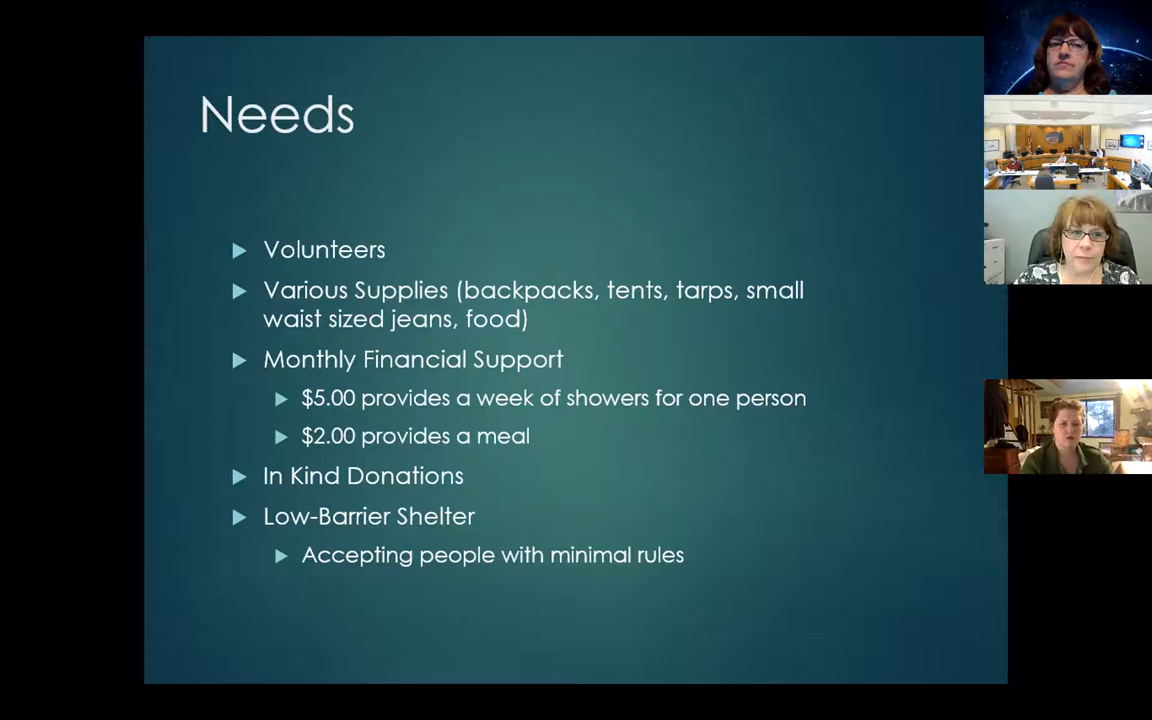 Needs
Volunteers
Various Supplies (backpacks, tents, tarps, small
waist sized jeans, food)
Monthly Financial Support
$5.00 provides a week of showers for one person
$2.00 provides a meal
In Kind Donations
Low-Barrier Shelter
Accepting people with minimal rules